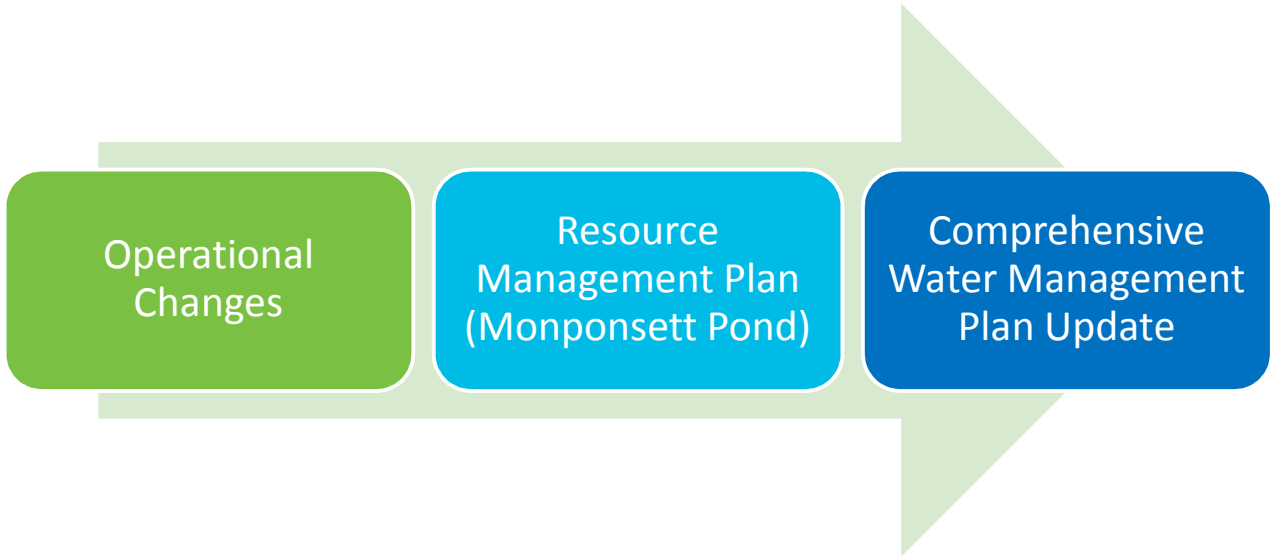 Operational
Changes
Resource
Management Plan
(Monponsett Pond)
Comprehensive
Water Management
Plan Update